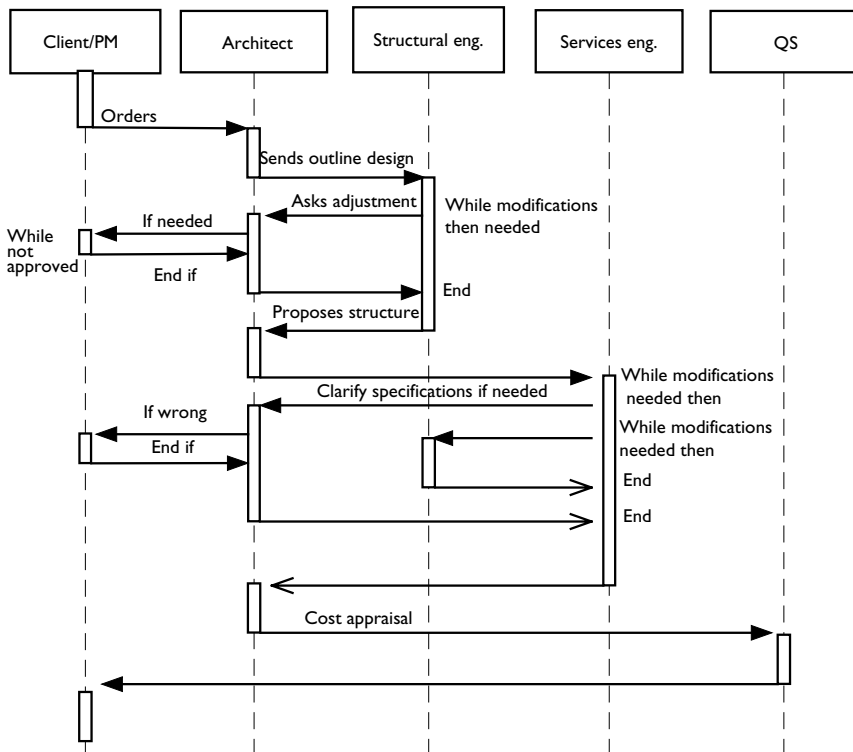 Client/PM
Architect
Structural eng.
Services eng.
QS
Orders
Sends outline design
Asks adjustment
While modifications
then needed
If needed
While
not
approved
End if
End
Proposes structure
While modifications
needed then
Clarify specifications if needed
If wrong
While modifications
needed then
End if
End
End
Cost appraisal